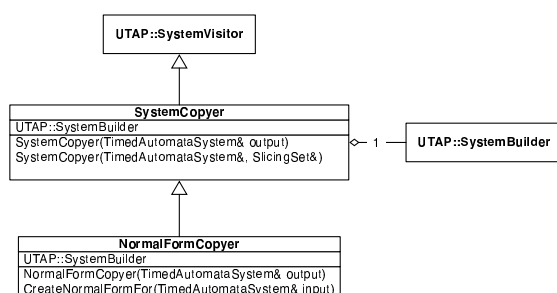 UTAP::SystemVisitor
SystemCopyer
UTAP::SystemBuilder
SystemCopyer(TimedAutomataSystem& output)
SystemCopyer(TimedAutomataSystem&, SlicingSet&)
1
UTAP::SystemBuilder
NormalFormCopyer
UTAP::SystemBuilder
NormalFormCopyer(TimedAutomataSystem& output)
CreateNormalFormFor(TimedAutomataSystem& input)